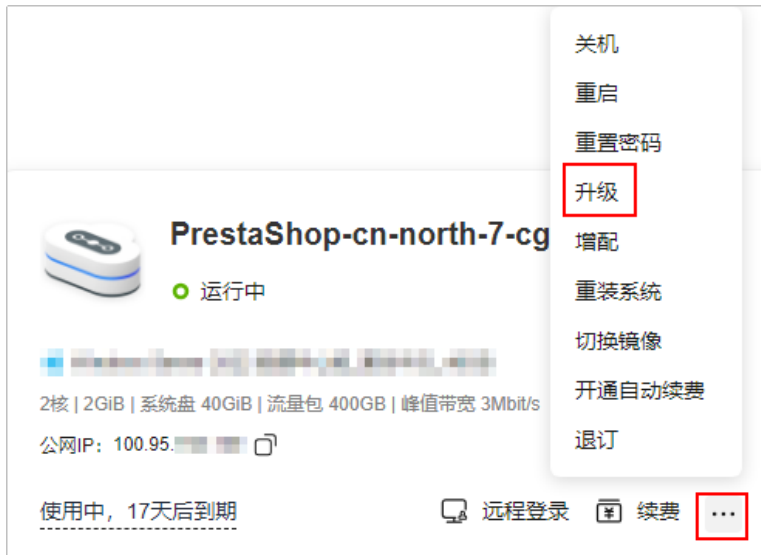 关机
重启
重置密码
升级
增配
重装系统
切换镜像
开通自动续费
退订
PrestaShop-cn-north-7-cg
运行中
2核 | 2GiB | 系统盘 40GiB | 流量包 400GB | 峰值带宽 3Mbit/s
公网IP： 100.95.
使用中，17天后到期
远程登录 续费 ...